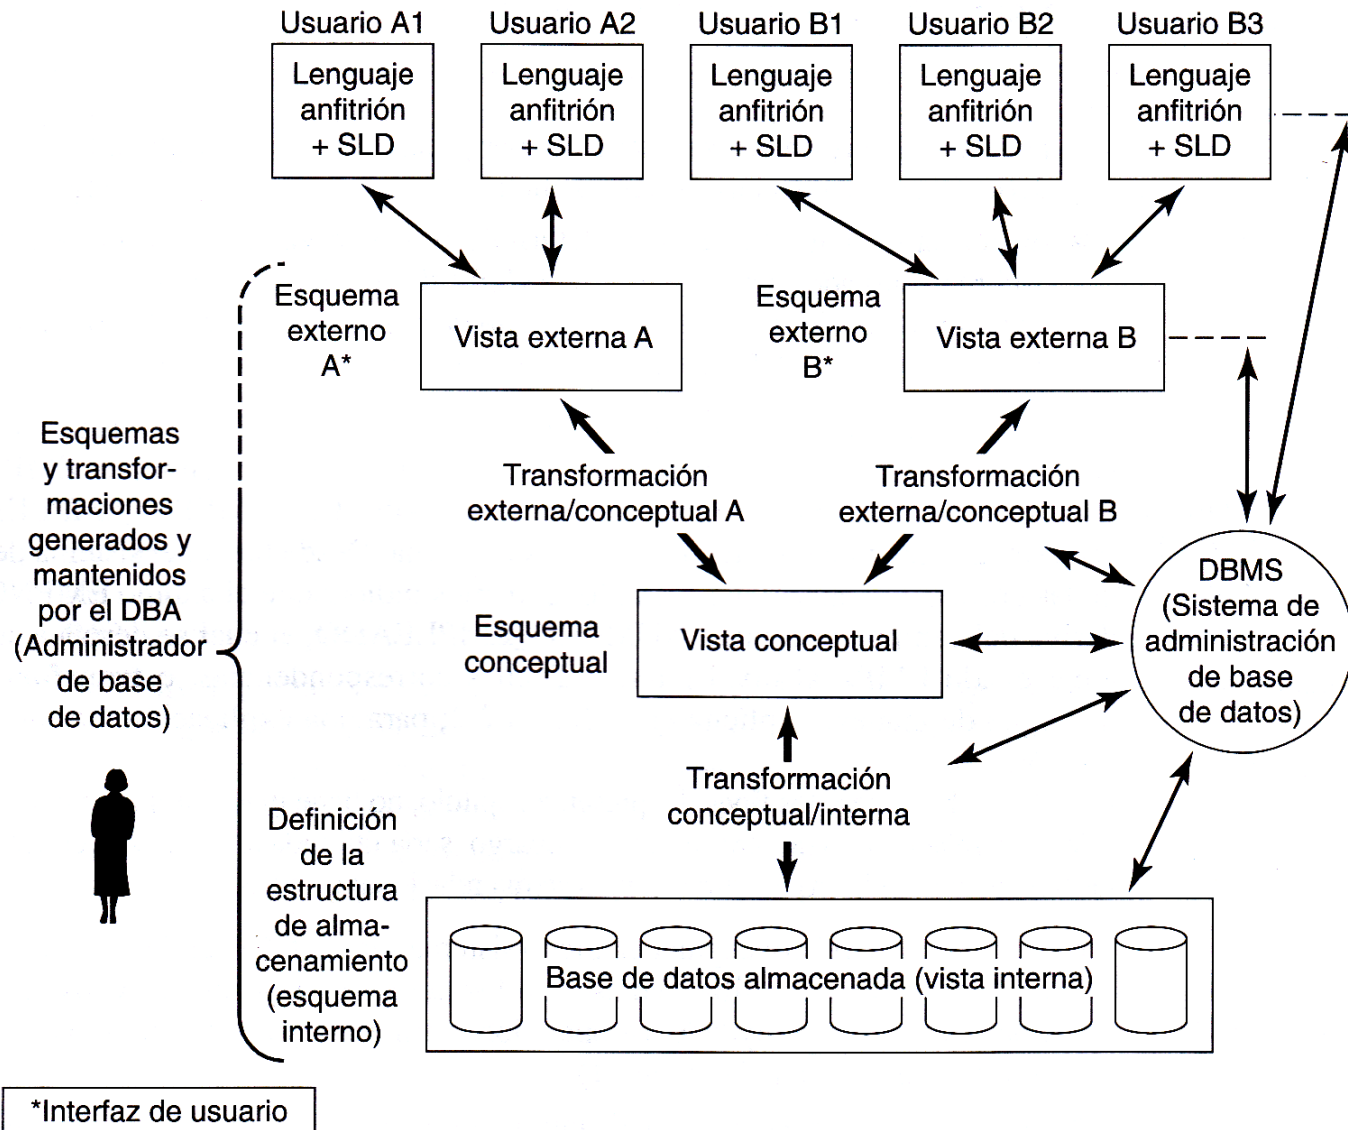 Usuario A1
Usuario A2
Usuario B1
Usuario B2
Usuario B3
Lenguaje
anfitrión
+ SLD
Lenguaje
anfitrión
+ SLD
Lenguaje
anfitrión
+ SLD
Lenguaje
anfitrión
+ SLD
Lenguaje
anfitrión
+ SLD
Esquema
externo
A*
Vista externa A
Esquema
externo
B*
Vista externa B
Esquemas
y transfor-
maciones
generados y
mantenidos
por el DBA
(Administrador
de base
de datos)
Transformación
externa/conceptual A
Transformación
externa/conceptual B
Esquema
conceptual
Vista conceptual
DBMS
(Sistema de
administración
de base
de datos)
Transformación
conceptual/interna
Definición
de la
estructura
de alma-
cenamiento
(esquema
interno)
Base de datos almacenada (vista interna)
*Interfaz de usuario